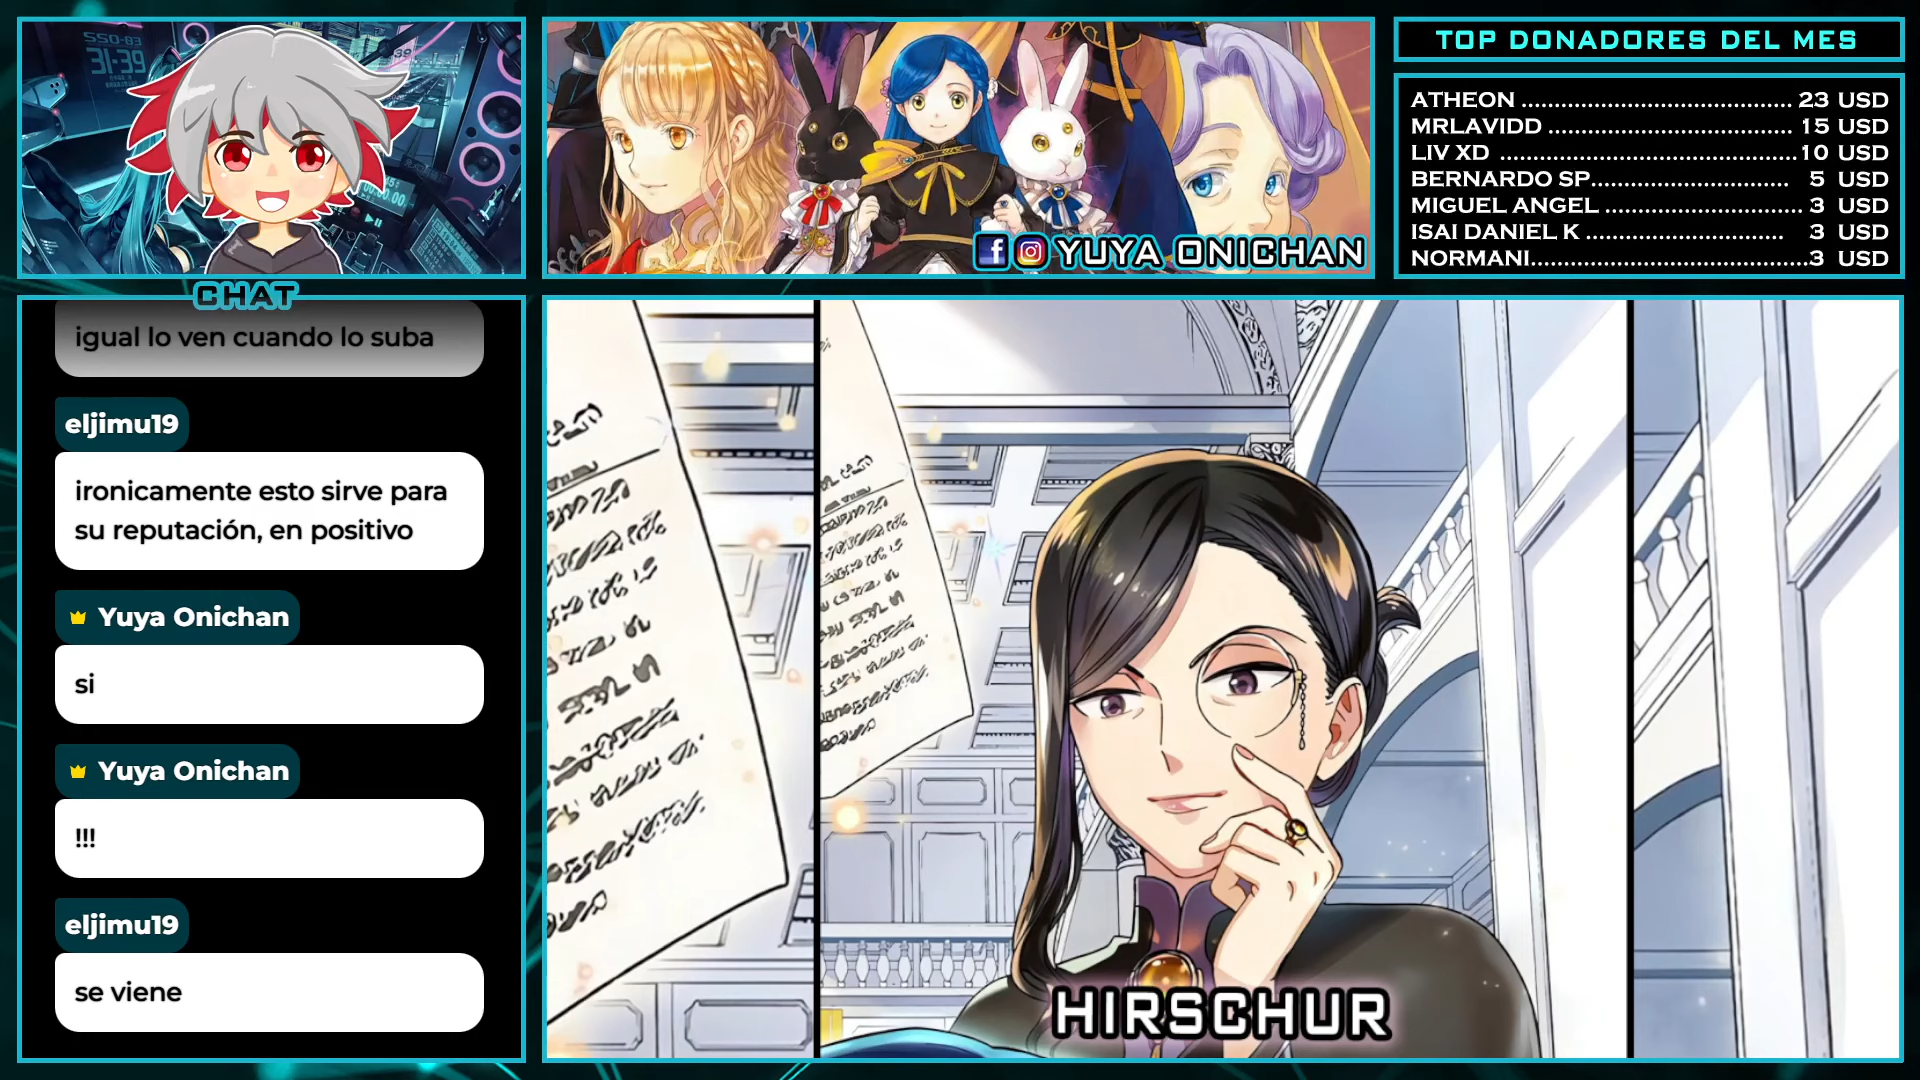 SSO-83
31:39
YUYA ONICHAN
TOP DONADORES DEL MES
ATHEON .................................. 23 USD
MRLAVIDD ............................... 15 USD
LIV XD ......................................10 USD
BERNARDO SP......................... 5 USD
MIGUEL ANGEL ......................... 3 USD
ISAI DANIEL K ......................... 3 USD
NORMANI...................................3 USD
CHAT
igual lo ven cuando lo suba
eljimu19
ironicamente esto sirve para
su reputación, en positivo
Yuya Onichan
si
Yuya Onichan
!!!
eljimu19
se viene
HIRSCHUR